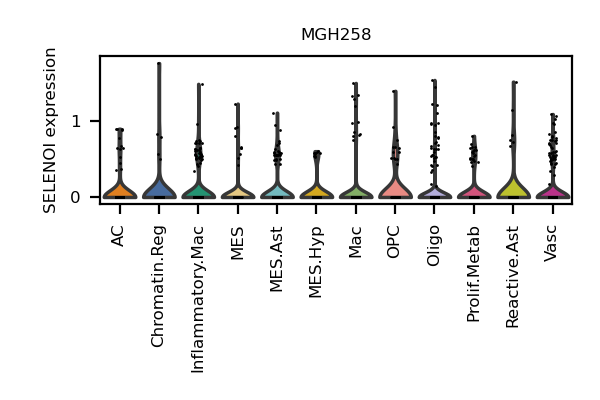 MGH258
SELENOI expression
1
0
AC
Chromatin.Reg
Inflammatory.Mac
MES
MES.Ast
MES.Hyp
Mac
OPC
Oligo
Prolif.Metab
Reactive.Ast
Vasc